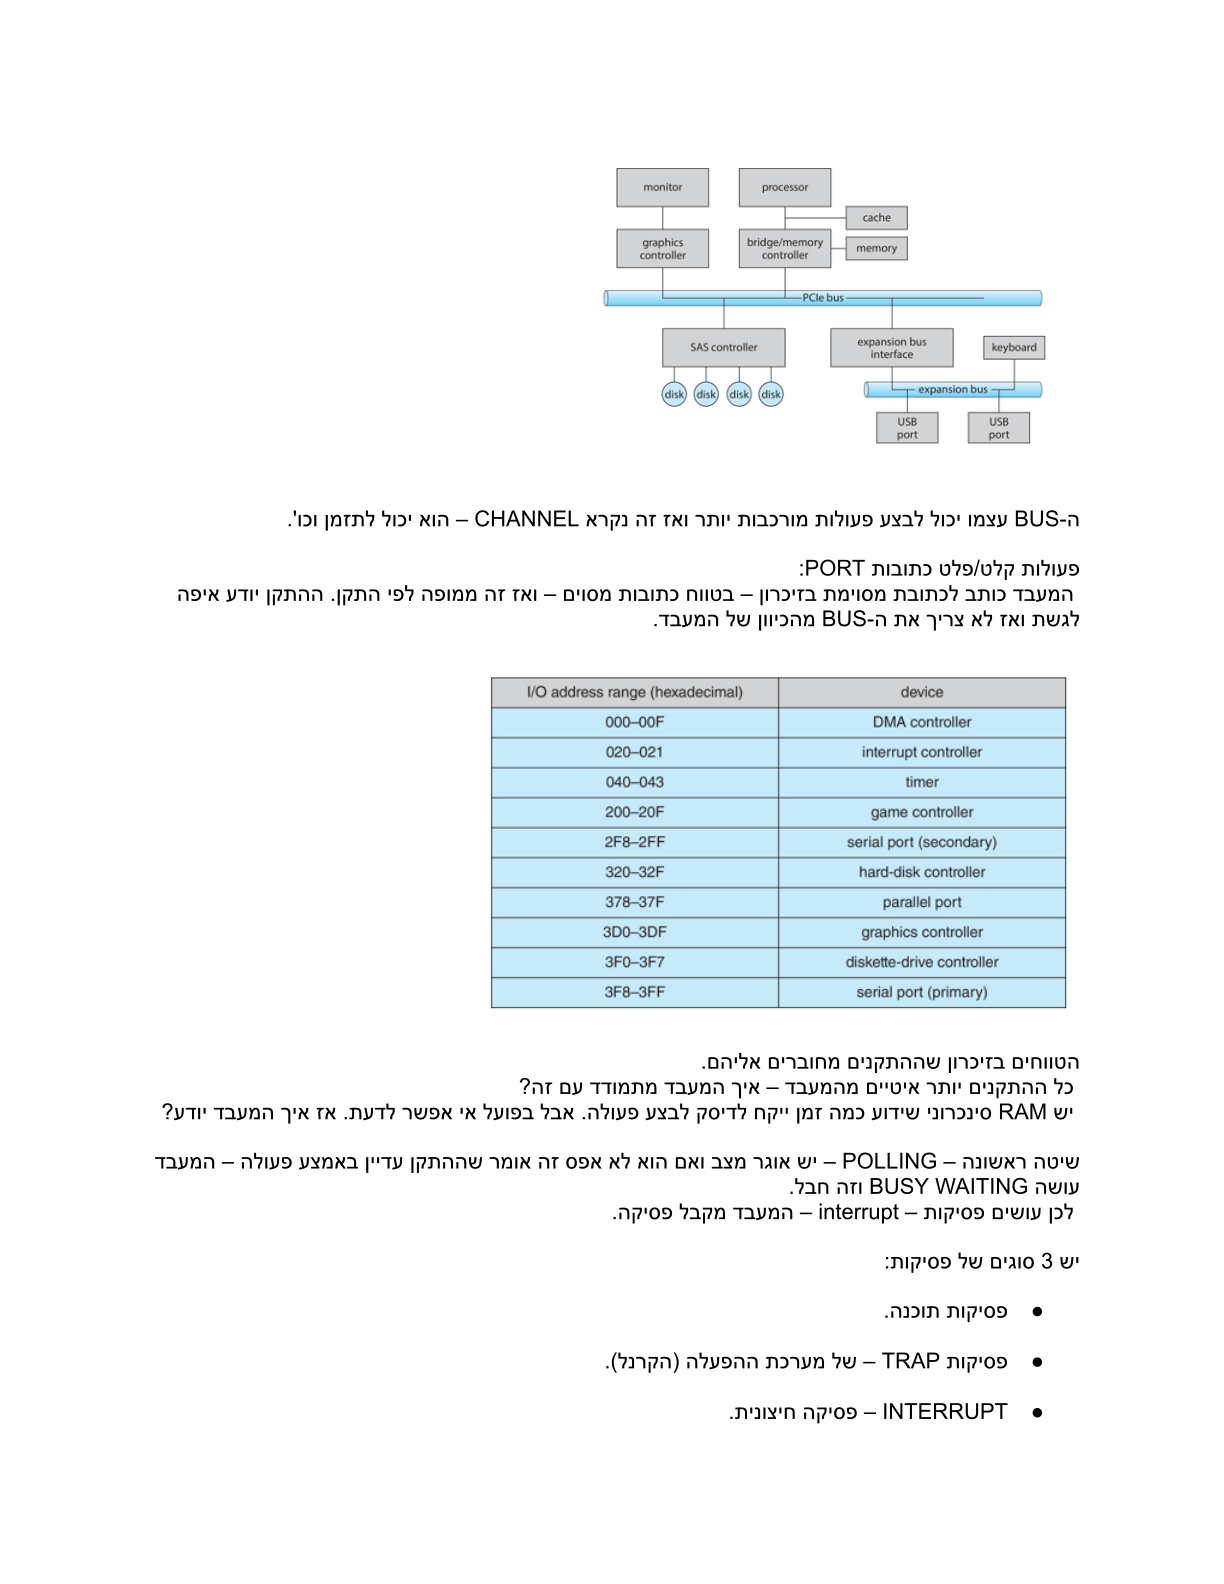 monitor
processor
cache
graphics
controller
bridge/memory
controller
memory
PCIe bus
SAS controller
expansion bus
interface
keyboard
disk disk disk disk
expansion bus
USB
port
USB
port
ה-BUS עצמו יכול לבצע פעולות מורכבות יותר ואז זה נקרא CHANNEL – הוא יכול לתזמן וכו'.
פעולות קלט/פלט כתובות PORT:
המעבד כותב לכתובת מסוימת בזיכרון – בטווח כתובות מסוים – ואז זה ממופה לפי התקן. ההתקן יודע איפה
לגשת ואז לא צריך את ה-BUS מהכיוון של המעבד.
I/O address range (hexadecimal) device
000–00F DMA controller
020–021 interrupt controller
040–043 timer
200–20F game controller
2F8–2FF serial port (secondary)
320–32F hard-disk controller
378–37F parallel port
3D0–3DF graphics controller
3F0–3F7 diskette-drive controller
3F8–3FF serial port (primary)
הטווחים בזיכרון שההתקנים מחוברים אליהם.
כל ההתקנים יותר איטיים מהמעבד – איך המעבד מתמודד עם זה?
יש RAM סינכרוני שידוע כמה זמן ייקח לדיסק לבצע פעולה. אבל בפועל אי אפשר לדעת. אז איך המעבד יודע?
שיטה ראשונה – POLLING – יש אוגר מצב ואם הוא לא אפס זה אומר שההתקן עדיין באמצע פעולה – המעבד
עושה BUSY WAITING וזה חבל.
לכן עושים פסיקות – interrupt – המעבד מקבל פסיקה.
יש 3 סוגים של פסיקות:
● פסיקות תוכנה.
● פסיקות TRAP – של מערכת ההפעלה (הקרנל).
● INTERRUPT – פסיקה חיצונית.